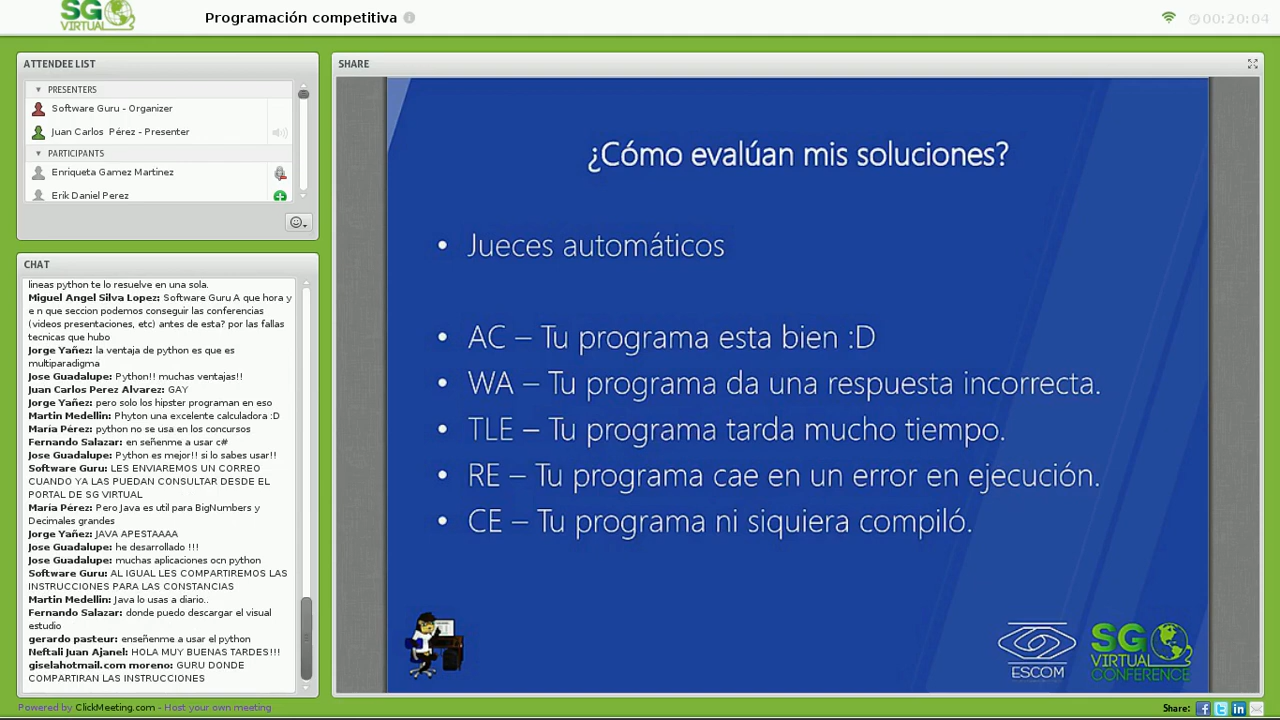 SG
VIRTUAL
Programación competitiva
00:20:04
ATTENDEE LIST
PRESENTERS
Software Guru - Organizer
Juan Carlos Pérez - Presenter
PARTICIPANTS
Enriqueta Gamez Martinez
Erik Daniel Perez
CHAT
lineas python te lo resuelve en una sola.
Miguel Angel Silva Lopez: Software Guru A que hora y
e n que seccion podemos conseguir las conferencias
(videos presentaciones, etc) antes de esta? por las fallas
tecnicas que hubo
Jorge Yañez: la ventaja de python es que es
multiparadigma
Jose Guadalupe: Python!! muchas ventajas!!
Juan Carlos Perez Alvarez: GAY
Jorge Yañez: pero solo los hipster programan en eso
Martin Medellin: Phyton una excelente calculadora :D
María Pérez: python no se usa en los concursos
Fernando Salazar: en señenme a usar c#
Jose Guadalupe: Python es mejor!! si lo sabes usar!!
Software Guru: LES ENVIAREMOS UN CORREO
CUANDO YA LAS PUEDAN CONSULTAR DESDE EL
PORTAL DE SG VIRTUAL
María Pérez: Pero Java es util para BigNumbers y
Decimales grandes
Jorge Yañez: JAVA APESTAAAA
Jose Guadalupe: he desarrollado !!!
Jose Guadalupe: muchas aplicaciones ocn python
Software Guru: AL IGUAL LES COMPARTIREMOS LAS
INSTRUCCIONES PARA LAS CONSTANCIAS
Martin Medellin: Java lo usas a diario..
Fernando Salazar: donde puedo descargar el visual
estudio
gerardo pasteur: enseñenme a usar el python
Neftali Juan Ajanel: HOLA MUY BUENAS TARDES!!!
giselahotmail.com moreno: GURU DONDE
COMPARTIRAN LAS INSTRUCCIONES
SHARE
¿Cómo evalúan mis soluciones?
• Jueces automáticos
• AC – Tu programa esta bien :D
• WA – Tu programa da una respuesta incorrecta.
• TLE – Tu programa tarda mucho tiempo.
• RE – Tu programa cae en un error en ejecución.
• CE – Tu programa ni siquiera compiló.
ESCOM
SG
VIRTUAL
CONFERENCE
Powered by ClickMeeting.com - Host your own meeting
Share: